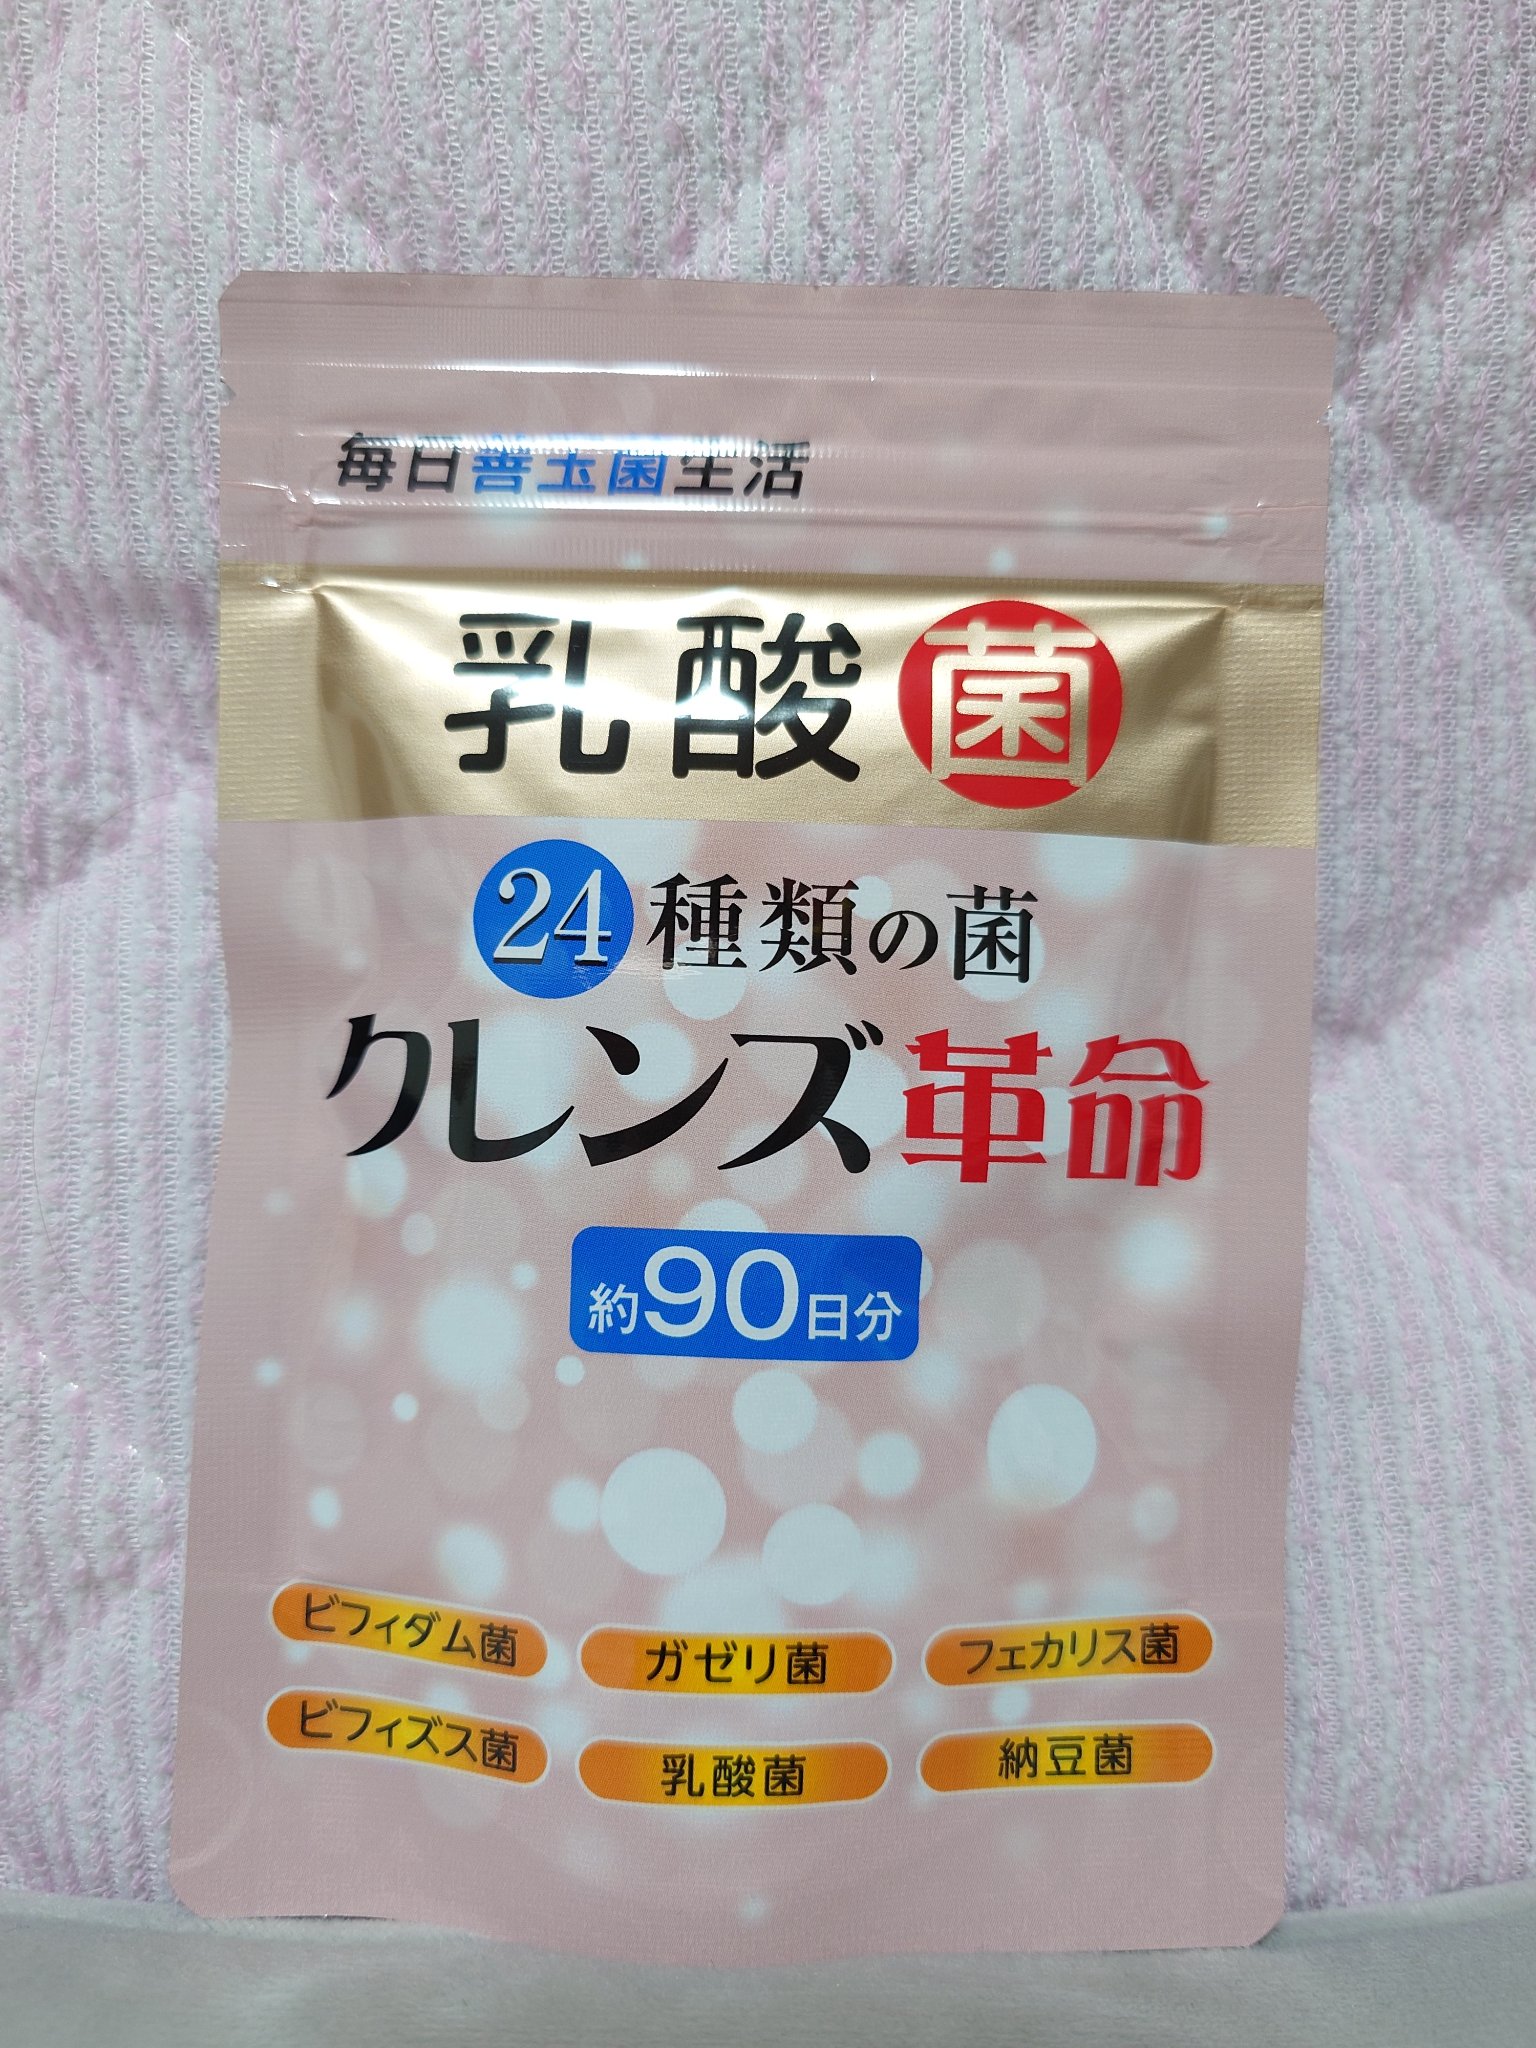 毎日善玉菌生活
乳酸菌
24種類の菌
クレンズ革命
約90日分
ビフィダム菌 ガゼリ菌 フェカリス菌
ビフィズス菌 乳酸菌 納豆菌